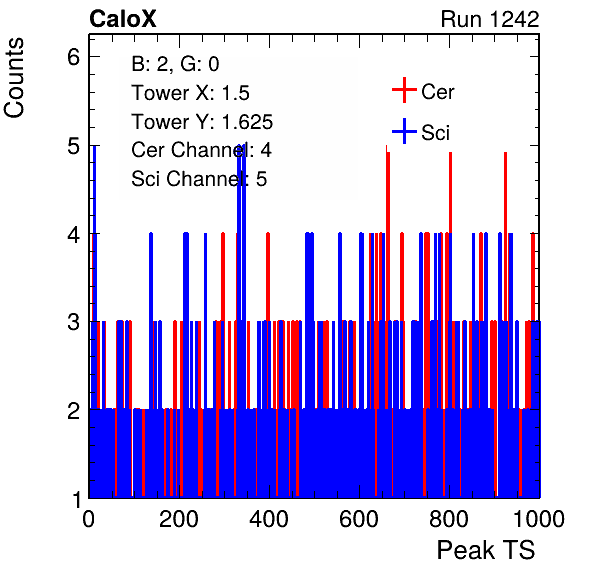 CaloX Run 1242
Counts
B: 2, G: 0
Tower X: 1.5
Tower Y: 1.625
Cer Channel: 4
Sci Channel: 5
Cer
Sci
6
5
4
3
2
1
0 200 400 600 800 1000
Peak TS